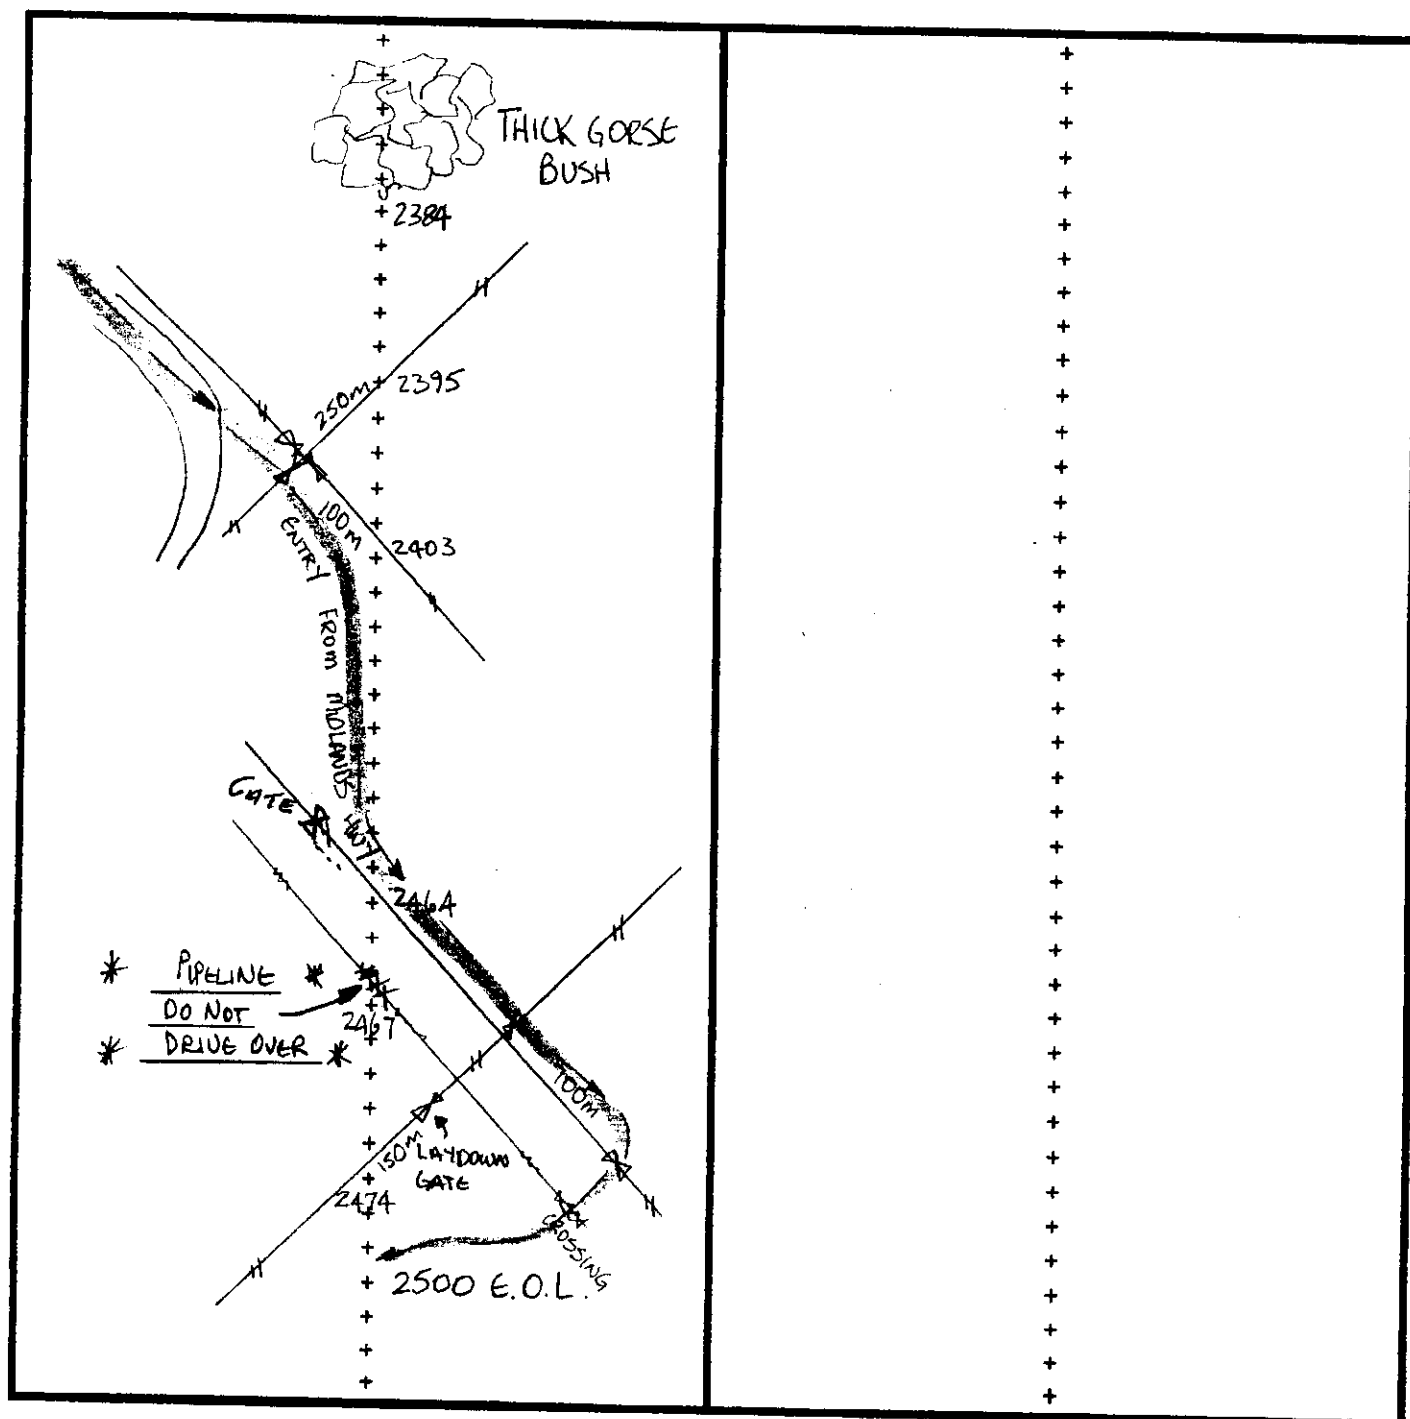 THICK GORSE
BUSH
2384
2395
250m
100m
2403
ENTRY FROM MIDLANDS HWY
GATE
2464
* PIPELINE *
DO NOT
2467
* DRIVE OVER *
100m
150m
LAYDOWN
GATE
2474
CROSSING
2500 E.O.L.